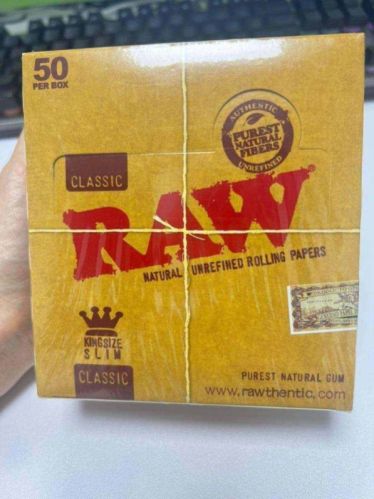 50
PER BOX
AUTHENTIC
PUREST
NATURAL
FIBERS
UNREFINED
CLASSIC
RAW
NATURAL UNREFINED ROLLING PAPERS
KINGSIZE
SLIM
CLASSIC
PUREST NATURAL GUM
www.rawthentic.com